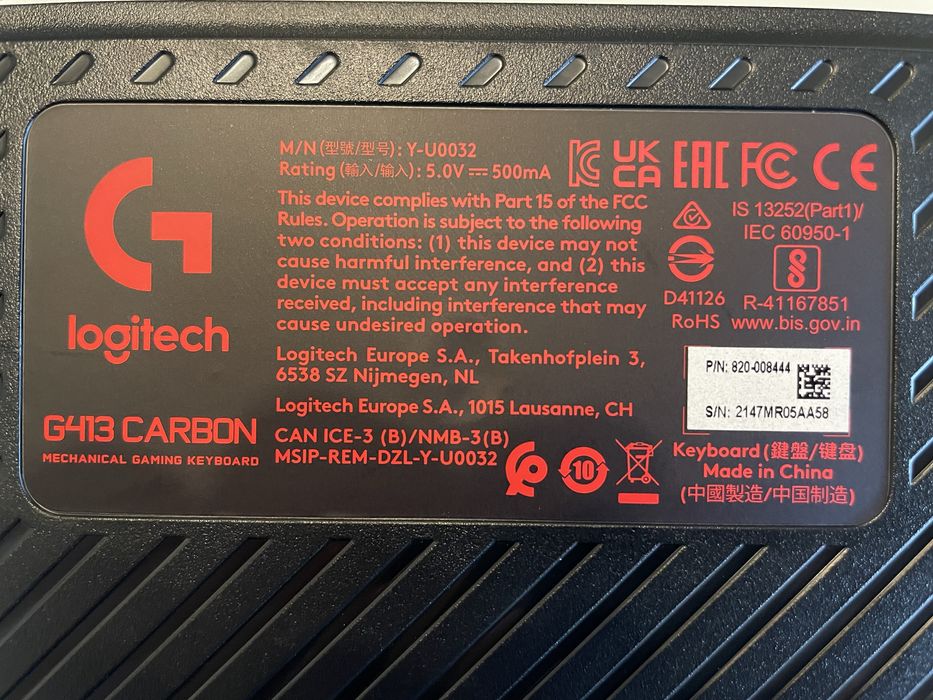 logitech
G413 CARBON
MECHANICAL GAMING KEYBOARD
M/N (型號/型号) : Y-U0032
Rating (輸入/输入) : 5.0V ⎓ 500mA
This device complies with Part 15 of the FCC
Rules. Operation is subject to the following
two conditions: (1) this device may not
cause harmful interference, and (2) this
device must accept any interference
received, including interference that may
cause undesired operation.
Logitech Europe S.A., Takenhofplein 3,
6538 SZ Nijmegen, NL
Logitech Europe S.A., 1015 Lausanne, CH
CAN ICE-3 (B)/NMB-3(B)
MSIP-REM-DZL-Y-U0032
10
KC UK CA EAC FC CE
IS 13252(Part1)/
IEC 60950-1
D41126
RoHS
R-41167851
www.bis.gov.in
P/N: 820-008444
S/N: 2147MR05AA58
Keyboard (鍵盤/键盘)
Made in China
(中國製造/中国制造)